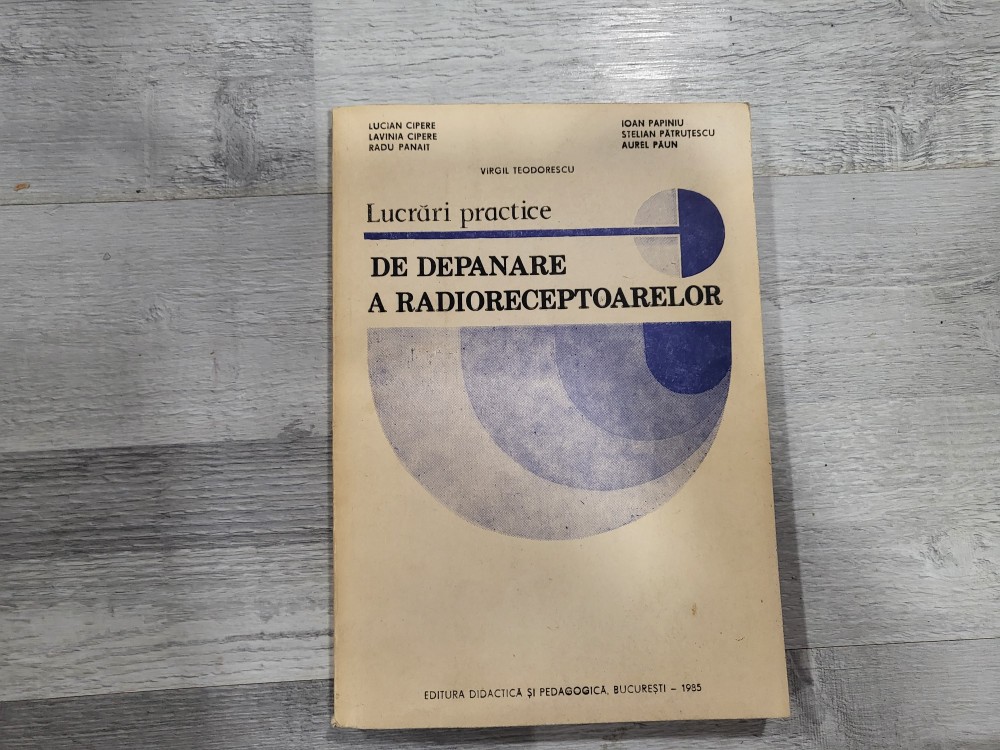 LUCIAN CIPERE
LAVINIA CIPERE
RADU PANAIT
IOAN PAPINIU
STELIAN PĂTRUȚESCU
AUREL PĂUN
VIRGIL TEODORESCU
Lucrări practice
DE DEPANARE
A RADIORECEPTOARELOR
EDITURA DIDACTICĂ ȘI PEDAGOGICĂ, BUCUREȘTI – 1985